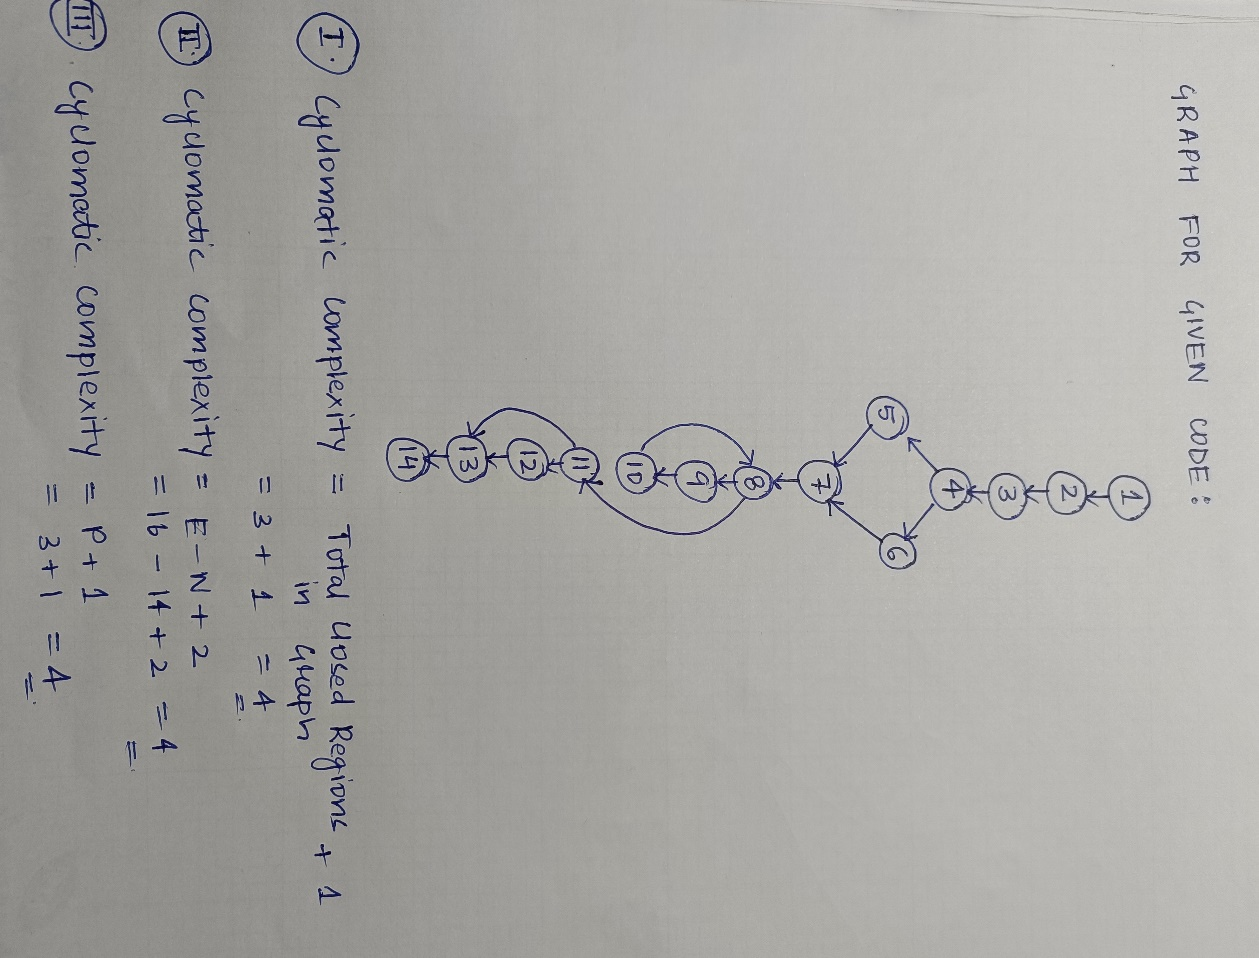 GRAPH FOR GIVEN CODE:
1
2
3
4
5
6
7
8
9
10
11
12
13
14
I. Cyclomatic complexity = Total Closed Regions + 1
in Graph
= 3 + 1 = 4
II. Cyclomatic complexity = E - N + 2
= 16 - 14 + 2 = 4
III. Cyclomatic complexity = P + 1
= 3 + 1 = 4